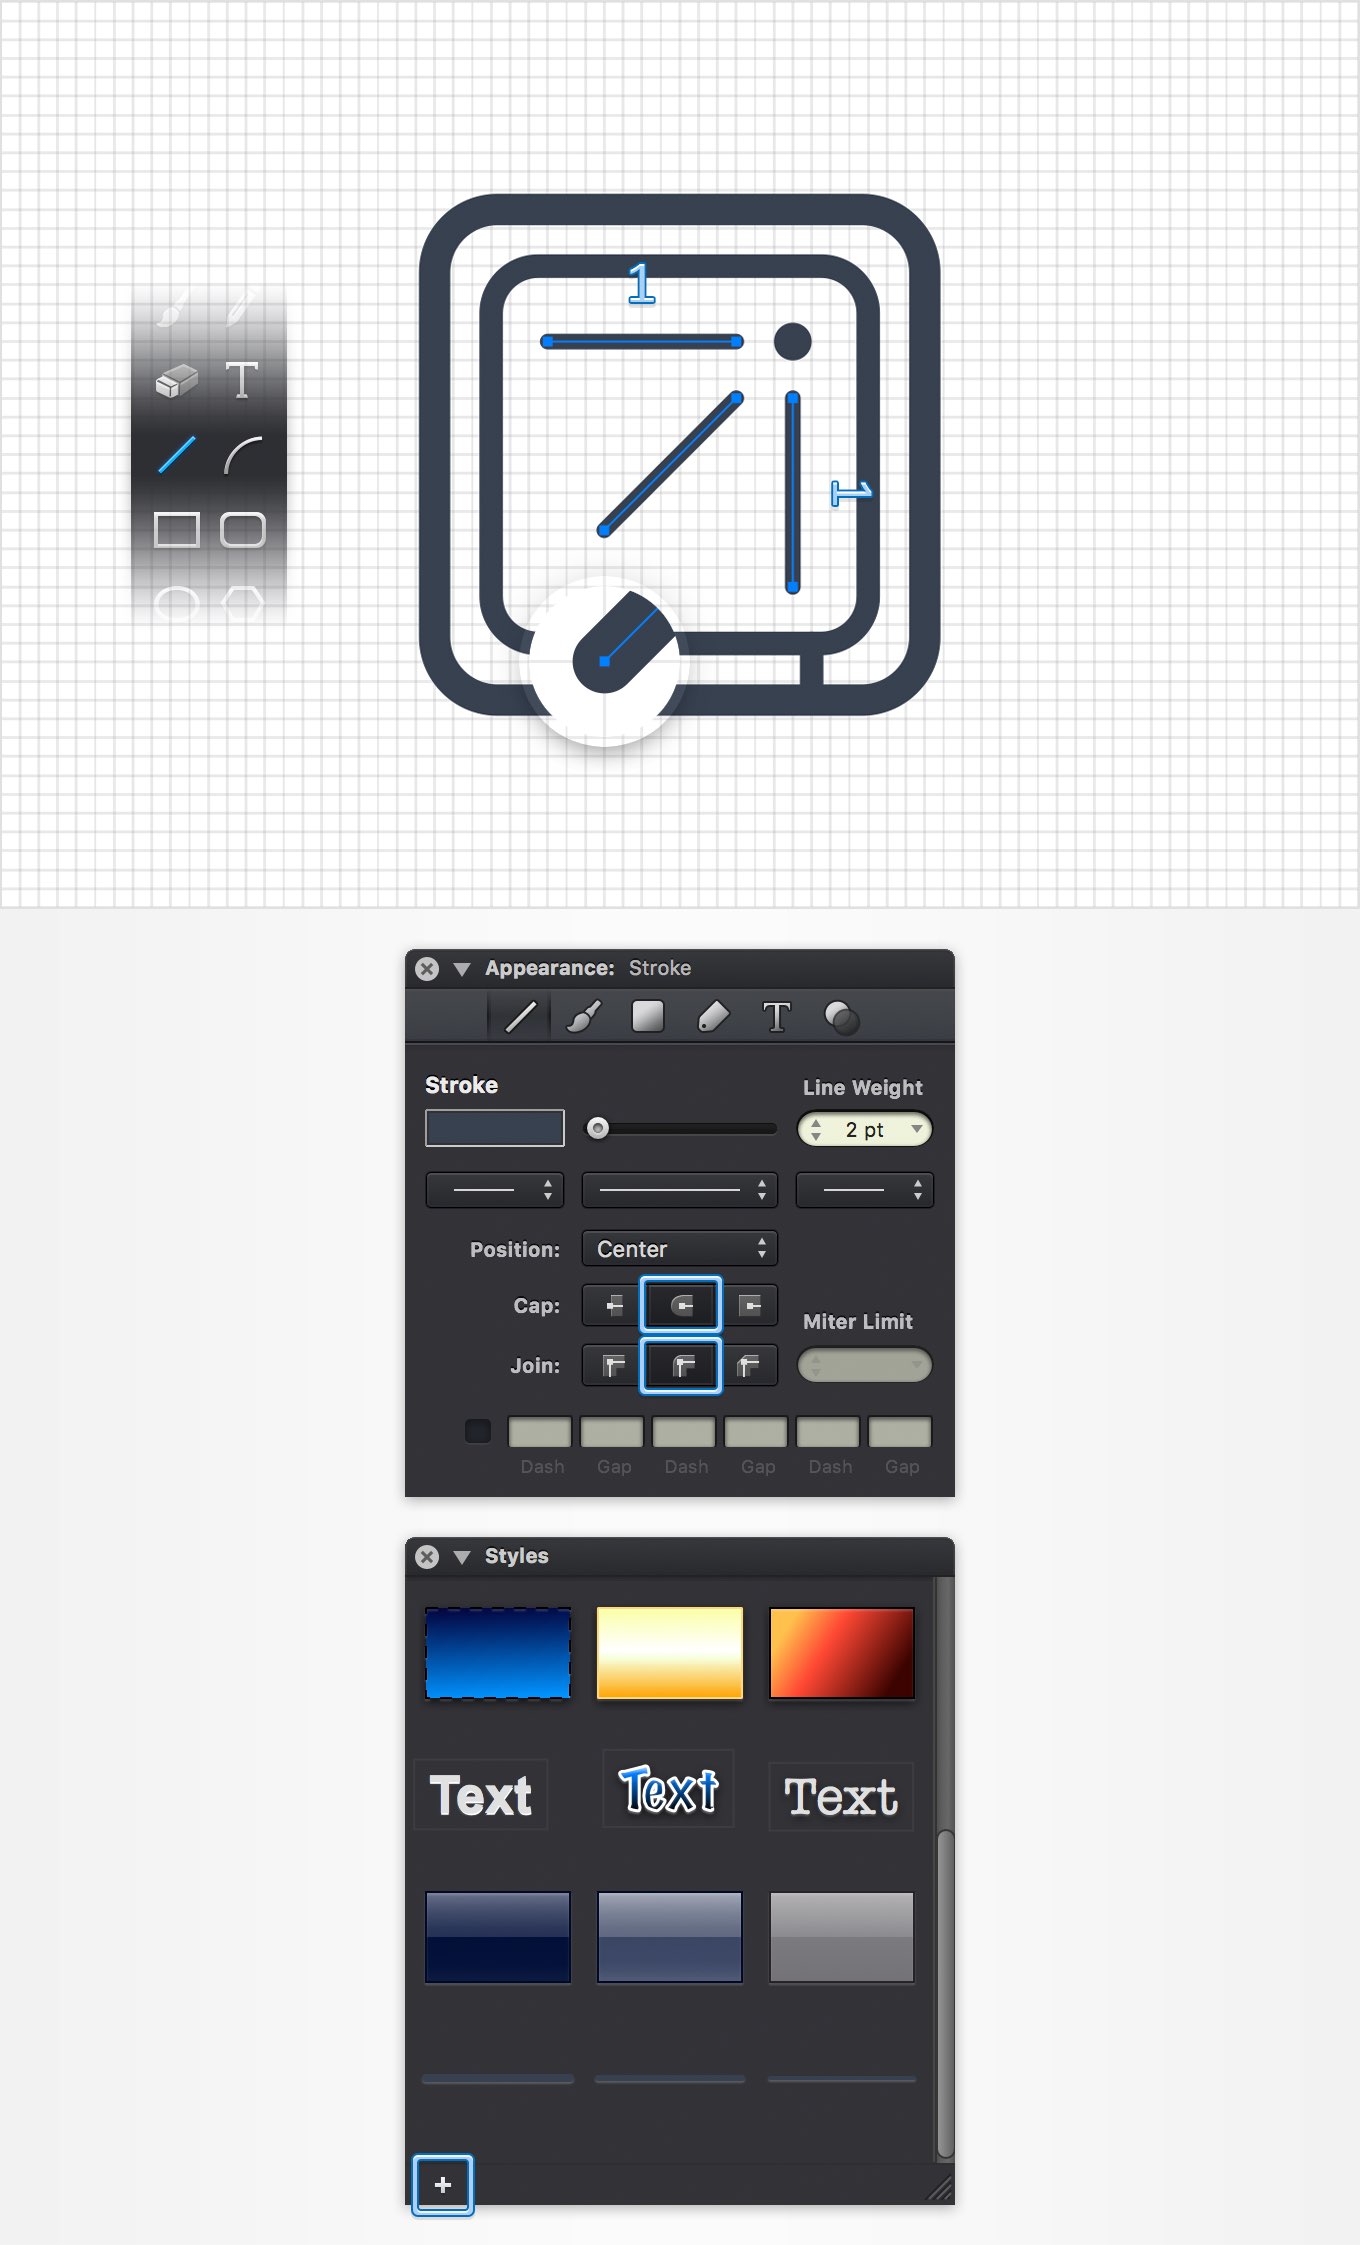 1
1
Appearance: Stroke
Stroke
Line Weight
2 pt
Position: Center
Cap:
Miter Limit
Join:
Dash Gap Dash Gap Dash Gap
Styles
Text Text Text
+